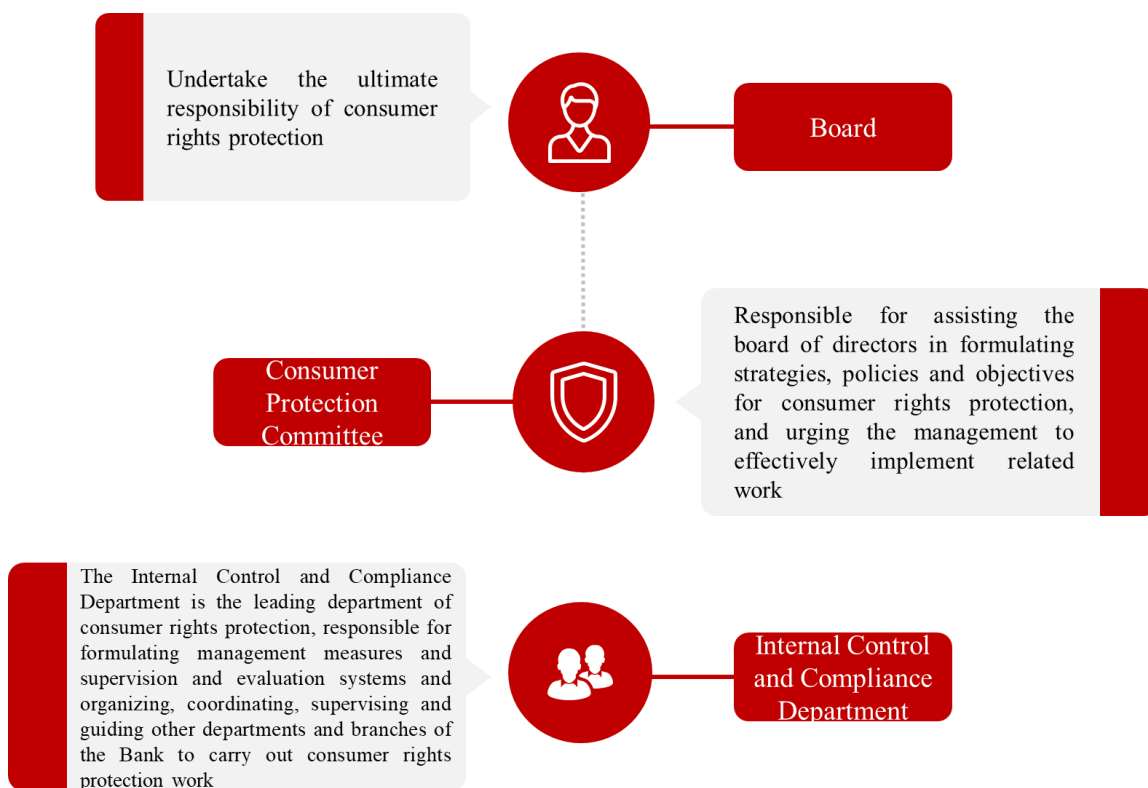 Undertake the ultimate
responsibility of consumer
rights protection
Board
Consumer
Protection
Committee
Responsible for assisting the
board of directors in formulating
strategies, policies and objectives
for consumer rights protection,
and urging the management to
effectively implement related
work
The Internal Control and Compliance
Department is the leading department of
consumer rights protection, responsible for
formulating management measures and
supervision and evaluation systems and
organizing, coordinating, supervising and
guiding other departments and branches of
the Bank to carry out consumer rights
protection work
Internal Control
and Compliance
Department